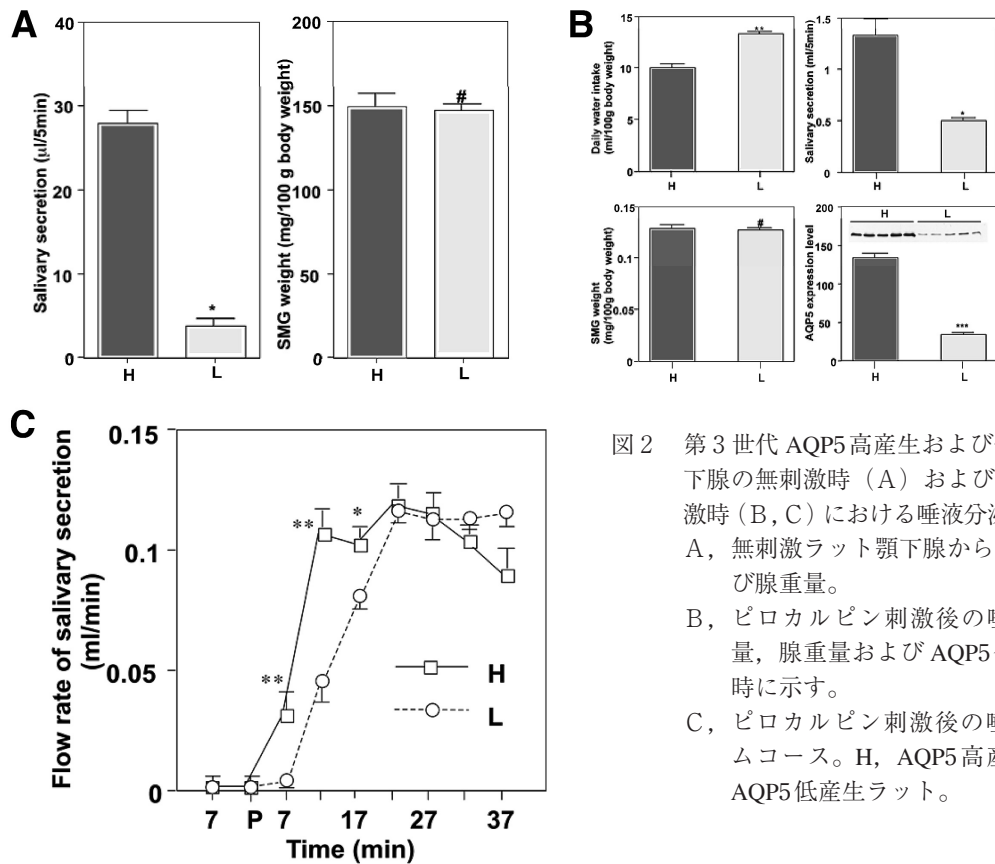 A
40
30
20
10
0
Salivary secretion (μl/5min)
*
H
L
200
150
100
50
0
SMG weight (mg/100 g body weight)
#
H
L
B
15
10
5
0
Daily water intake
(ml/100g body weight)
**
H
L
1.5
1
0.5
0
Salivary secretion (ml/5min)
*
H
L
0.15
0.1
0.05
0
SMG weight
(mg/100g body weight)
#
H
L
200
150
100
50
0
AQP5 expression level
H
L
***
H
L
C
0.15
0.1
0.05
0
Flow rate of salivary secretion
(ml/min)
**
**
*
H
L
7 P 7 17 27 37
Time (min)
図2 第3世代 AQP5高産生および
下腺の無刺激時（A）および
激時（B，C）における唾液分
A，無刺激ラット顎下腺から
び腺重量。
B，ピロカルピン刺激後の
量，腺重量および AQP5
時に示す。
C，ピロカルピン刺激後の
ムコース。H，AQP5高産
AQP5低産生ラット。